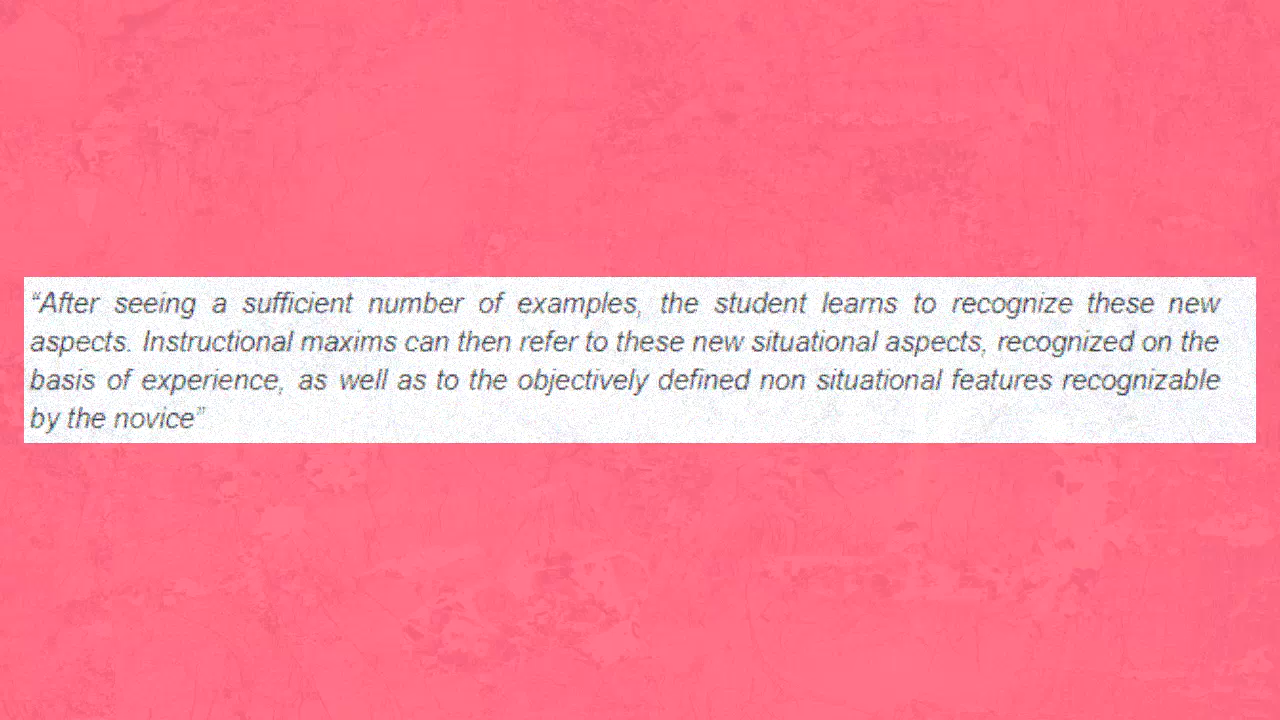 “After seeing a sufficient number of examples, the student learns to recognize these new
aspects. Instructional maxims can then refer to these new situational aspects, recognized on the
basis of experience, as well as to the objectively defined non situational features recognizable
by the novice”